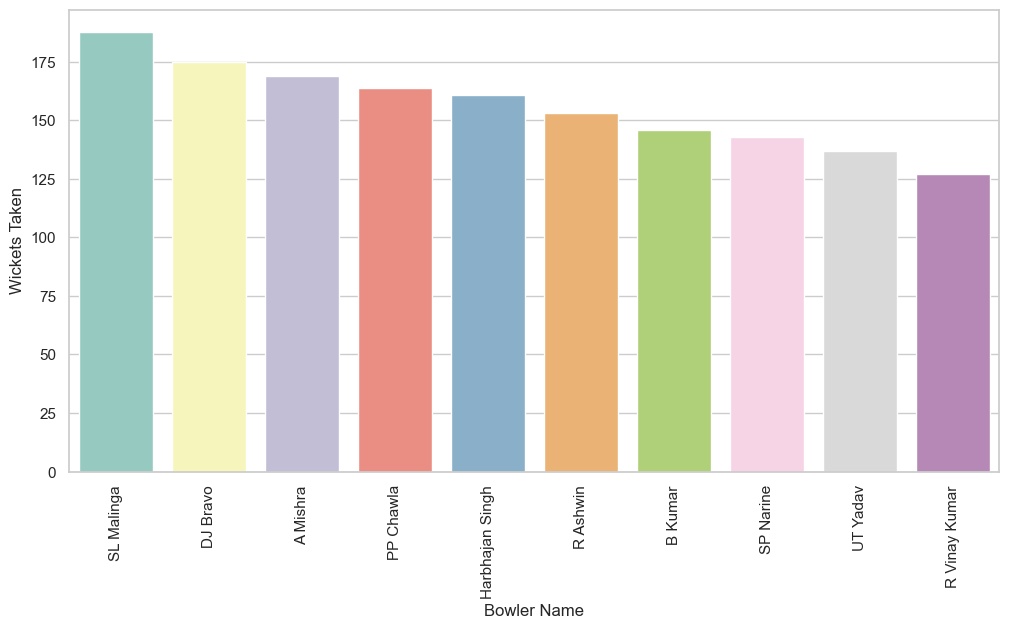 Wickets Taken
175
150
125
100
75
50
25
0
SL Malinga
DJ Bravo
A Mishra
PP Chawla
Harbhajan Singh
R Ashwin
B Kumar
SP Narine
UT Yadav
R Vinay Kumar
Bowler Name